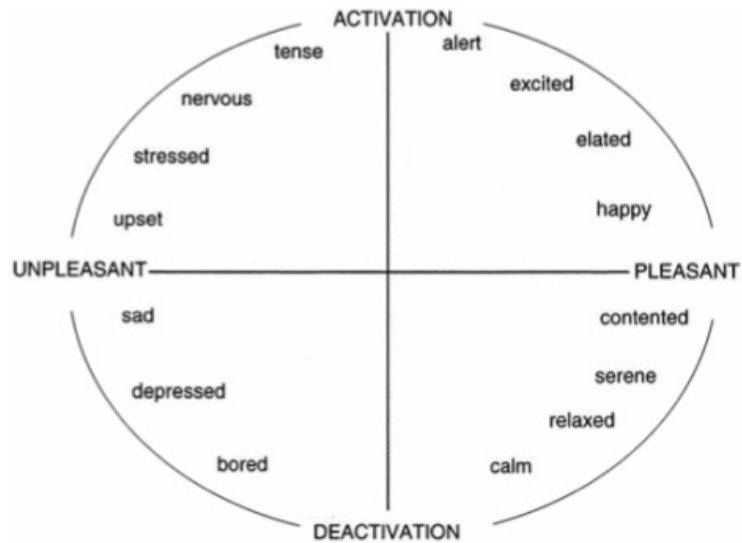 ACTIVATION
tense
alert
nervous
excited
stressed
elated
upset
happy
UNPLEASANT
PLEASANT
sad
contented
depressed
serene
relaxed
bored
calm
DEACTIVATION